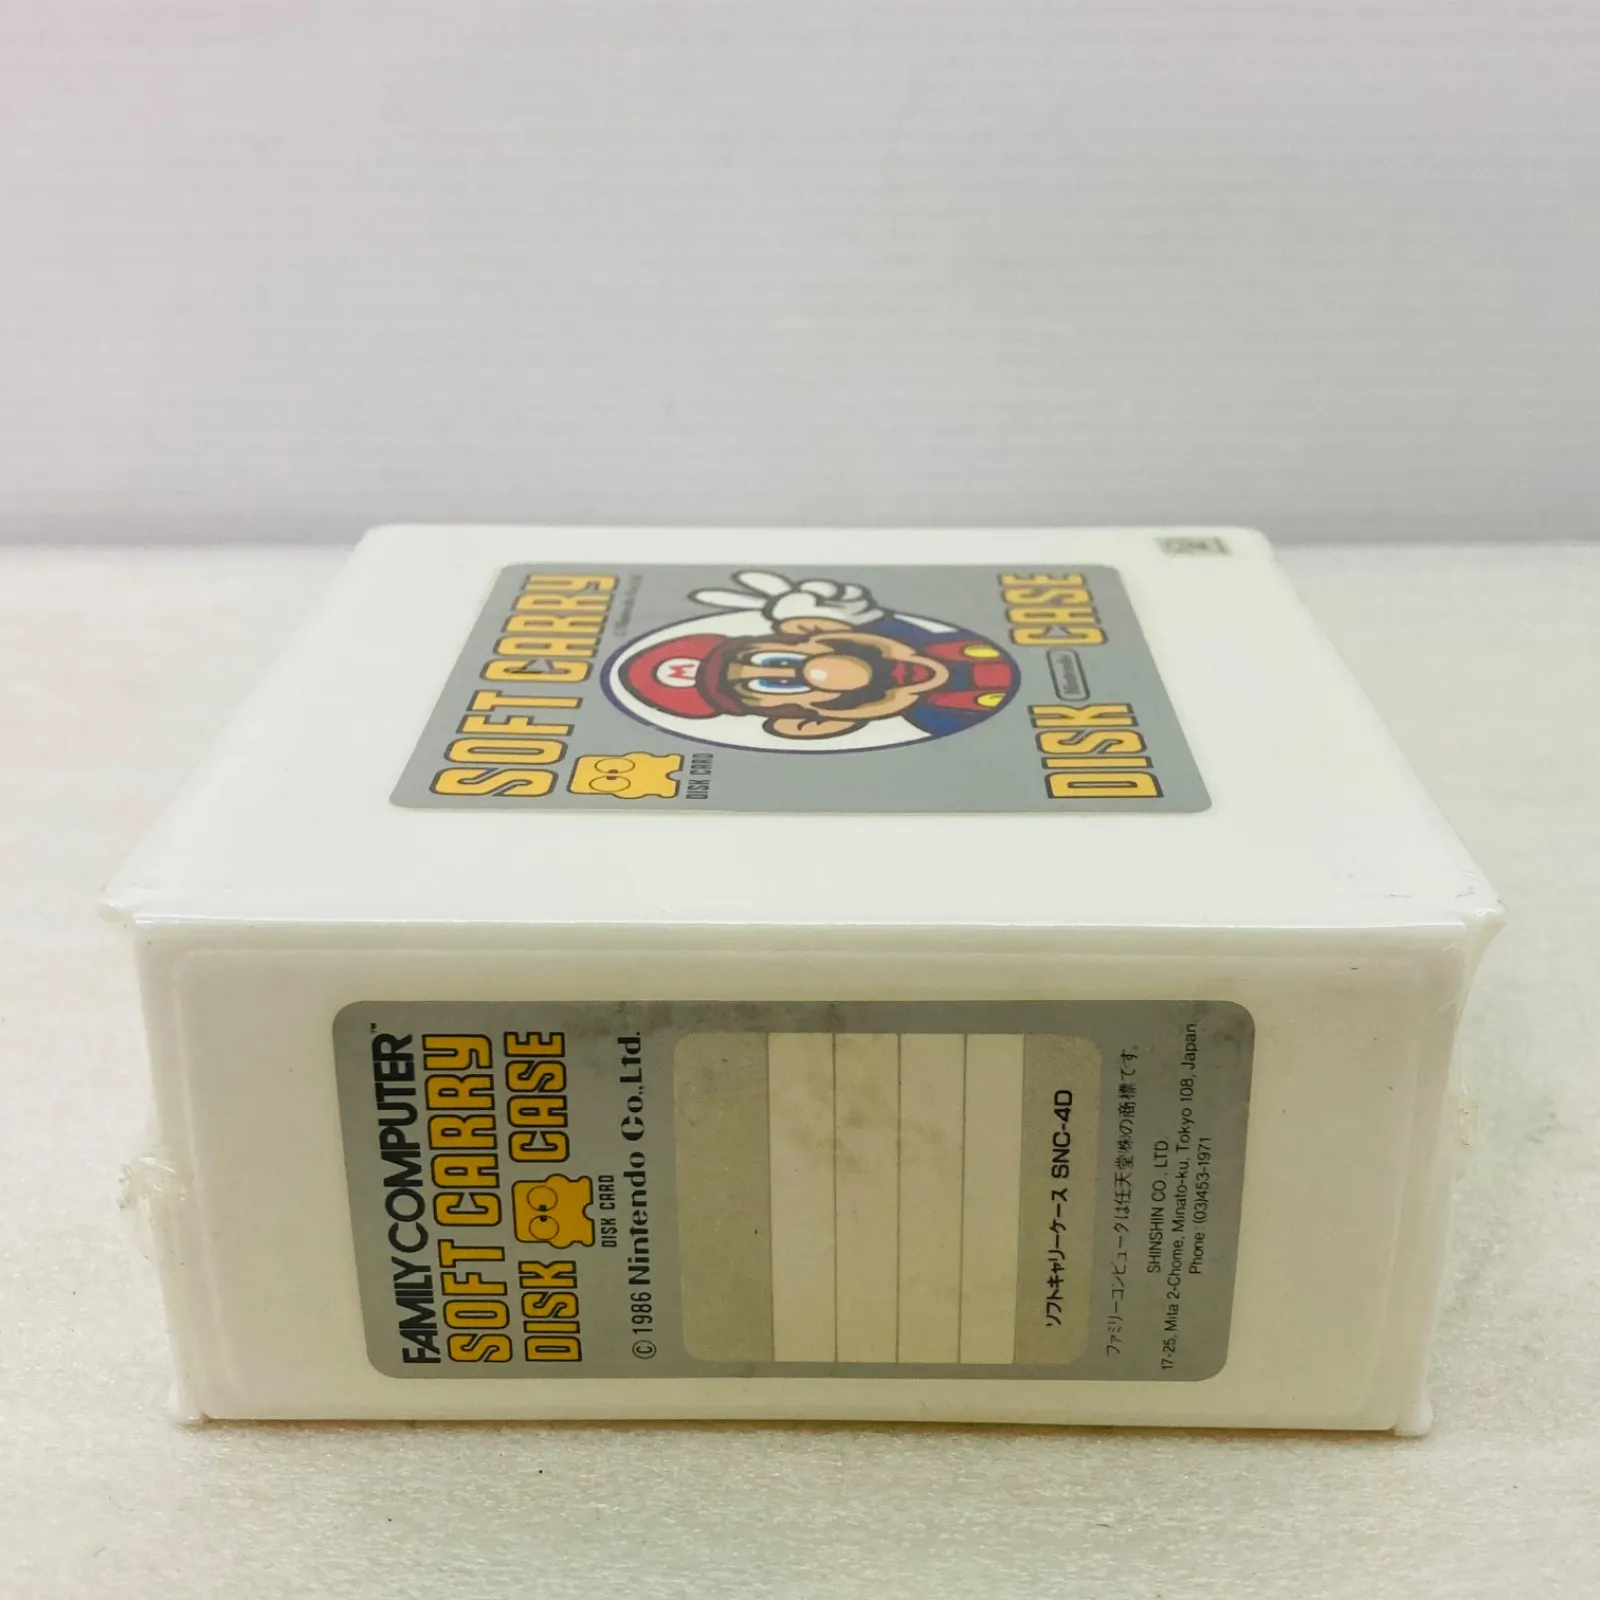 SOFT CARRY
DISK CARD
Nintendo
DISK CASE
FAMILY COMPUTER™
SOFT CARRY
DISK CASE
DISK CARD
©1986 Nintendo Co.,Ltd.
ソフトキャリーケース SNC-4D
ファミリーコンピュータは任天堂(株)の商標です。
SHINSHIN CO., LTD.
17-25, Mita 2-Chome, Minato-ku, Tokyo 108, Japan
Phone:(03)453-1971